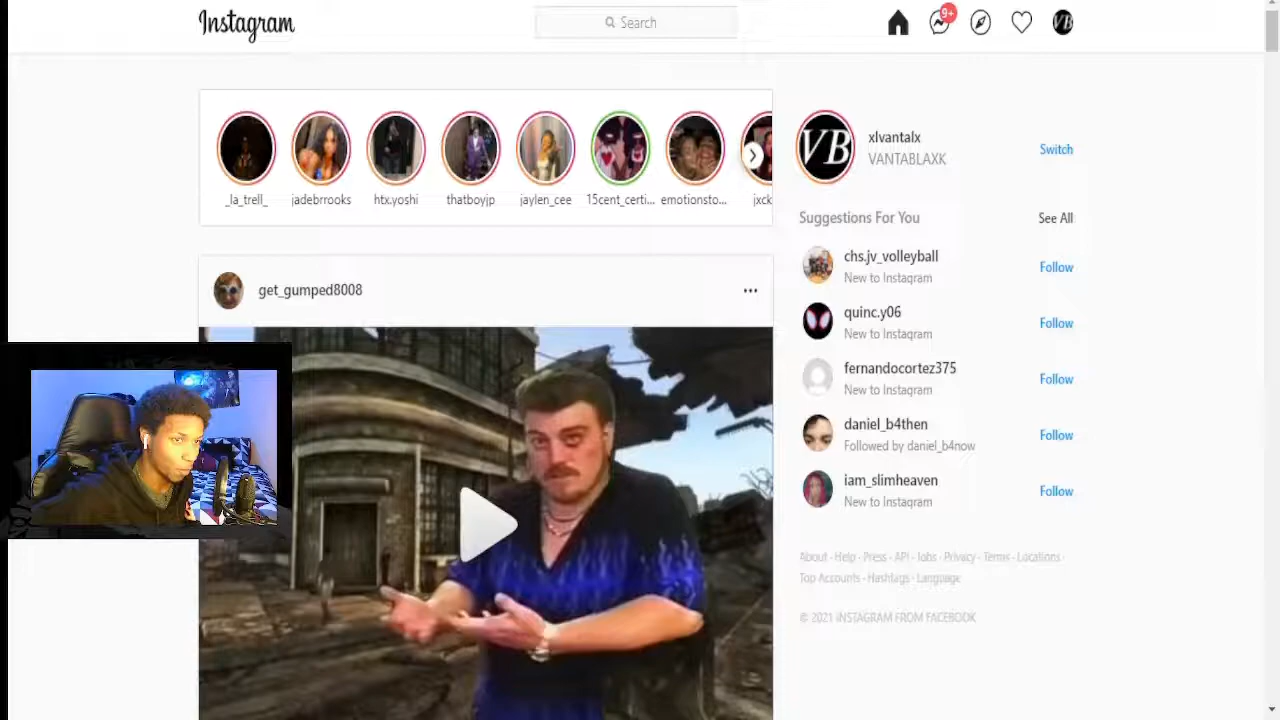 Instagram
Search
9+
VB
_la_trell_
jadebrrooks
htx.yoshi
thatboyjp
jaylen_cee
15cent_certi...
emotionsto...
jxck
VB
xlvantalx
VANTABLAXK
Switch
Suggestions For You
See All
chs.jv_volleyball
New to Instagram
Follow
quinc.y06
New to Instagram
Follow
fernandocortez375
New to Instagram
Follow
daniel_b4then
Followed by daniel_b4now
Follow
iam_slimheaven
New to Instagram
Follow
get_gumped8008
About · Help · Press · API · Jobs · Privacy · Terms · Locations ·
Top Accounts · Hashtags · Language
© 2021 INSTAGRAM FROM FACEBOOK